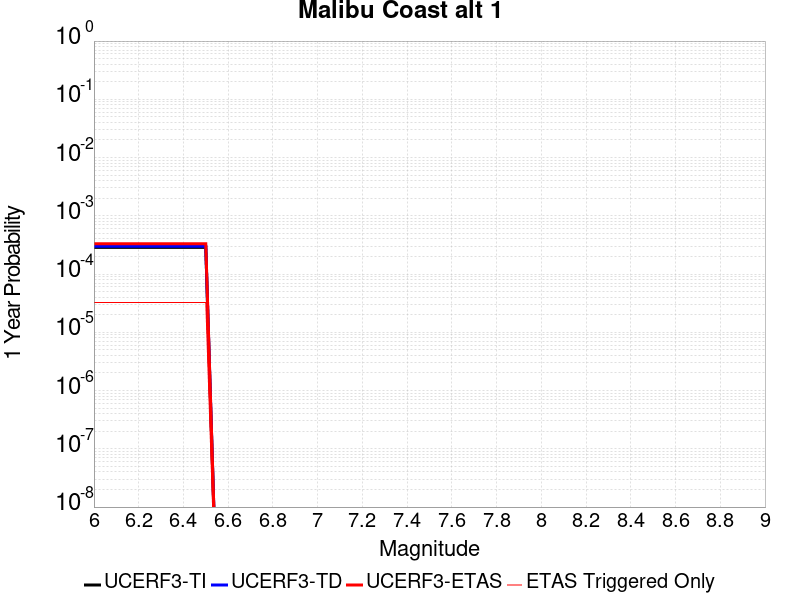 Malibu Coast alt 1
10^0
10^-1
10^-2
10^-3
10^-4
10^-5
10^-6
10^-7
10^-8
1 Year Probability
6 6.2 6.4 6.6 6.8 7 7.2 7.4 7.6 7.8 8 8.2 8.4 8.6 8.8 9
Magnitude
UCERF3-TI UCERF3-TD UCERF3-ETAS ETAS Triggered Only